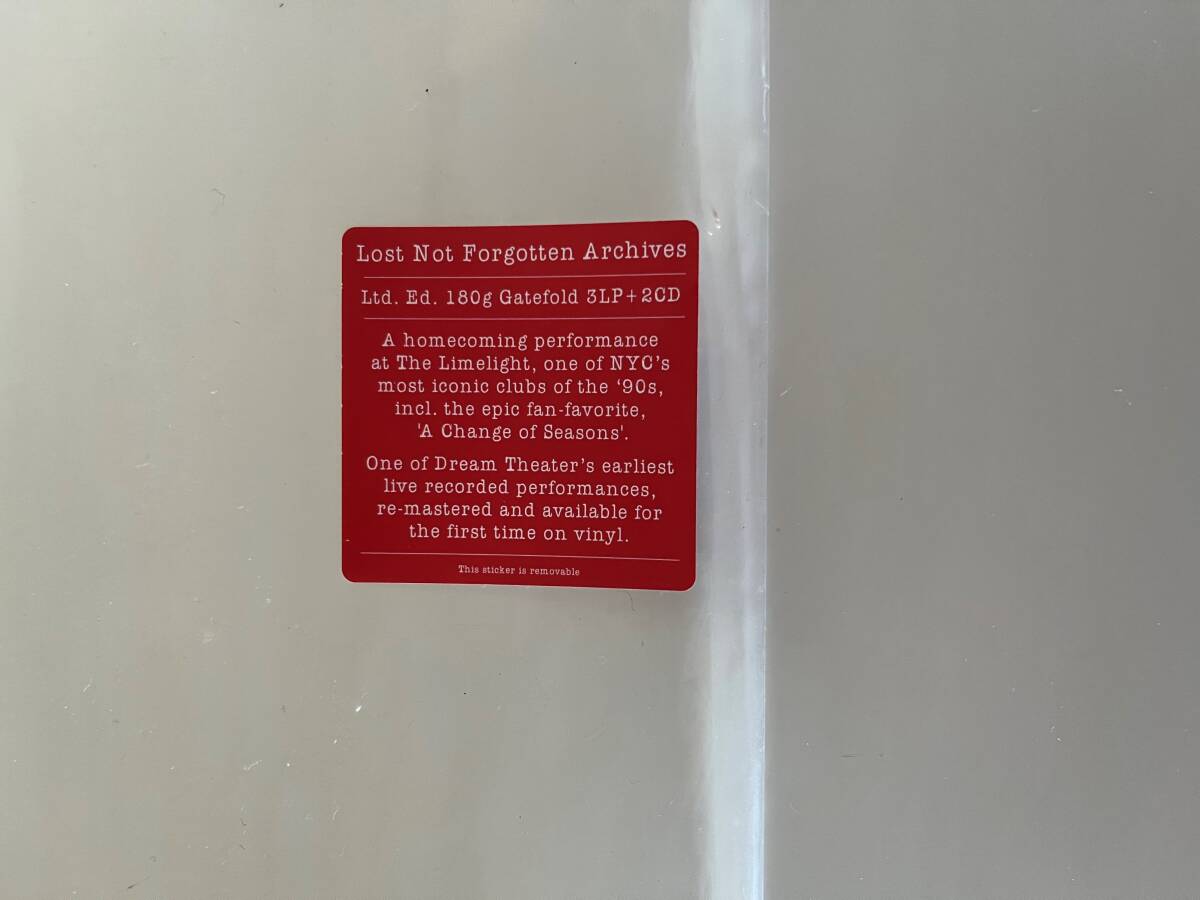 Lost Not Forgotten Archives
Ltd. Ed. 180g Gatefold 3LP+2CD
A homecoming performance
at The Limelight, one of NYC's
most iconic clubs of the ‘90s,
incl. the epic fan-favorite,
'A Change of Seasons'.
One of Dream Theater's earliest
live recorded performances,
re-mastered and available for
the first time on vinyl.
This sticker is removable